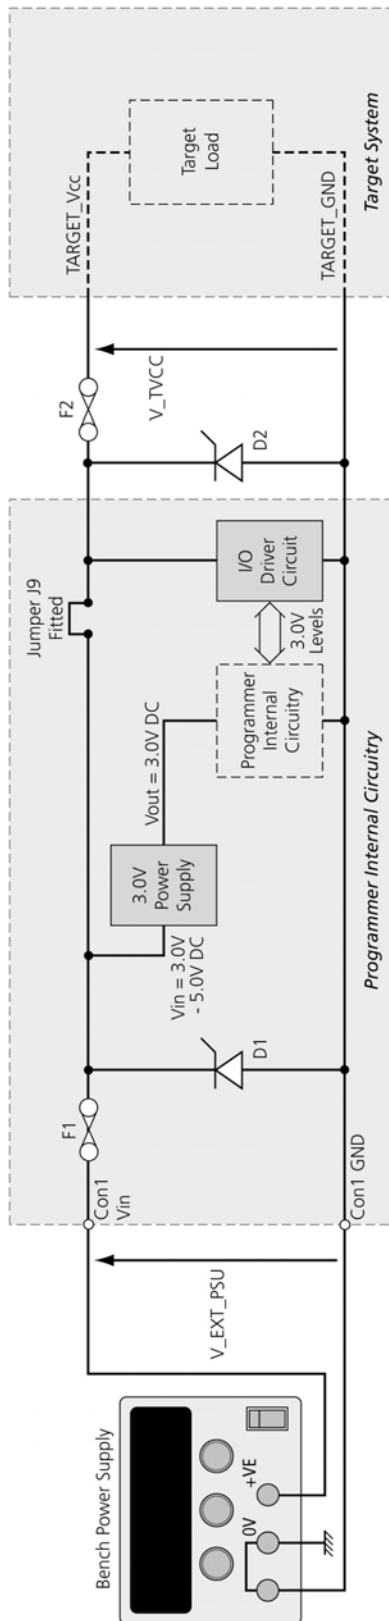 Bench Power Supply
0V
+VE
V_EXT_PSU
Con1
Vin
Con1 GND
F1
D1
Vin = 3.0V
- 5.0V DC
3.0V
Power
Supply
Vout = 3.0V DC
Programmer
Internal
Circuitry
3.0V
Levels
I/O
Driver
Circuit
Jumper J9
Fitted
Programmer Internal Circuitry
D2
F2
V_TVCC
TARGET_Vcc
TARGET_GND
Target
Load
Target System